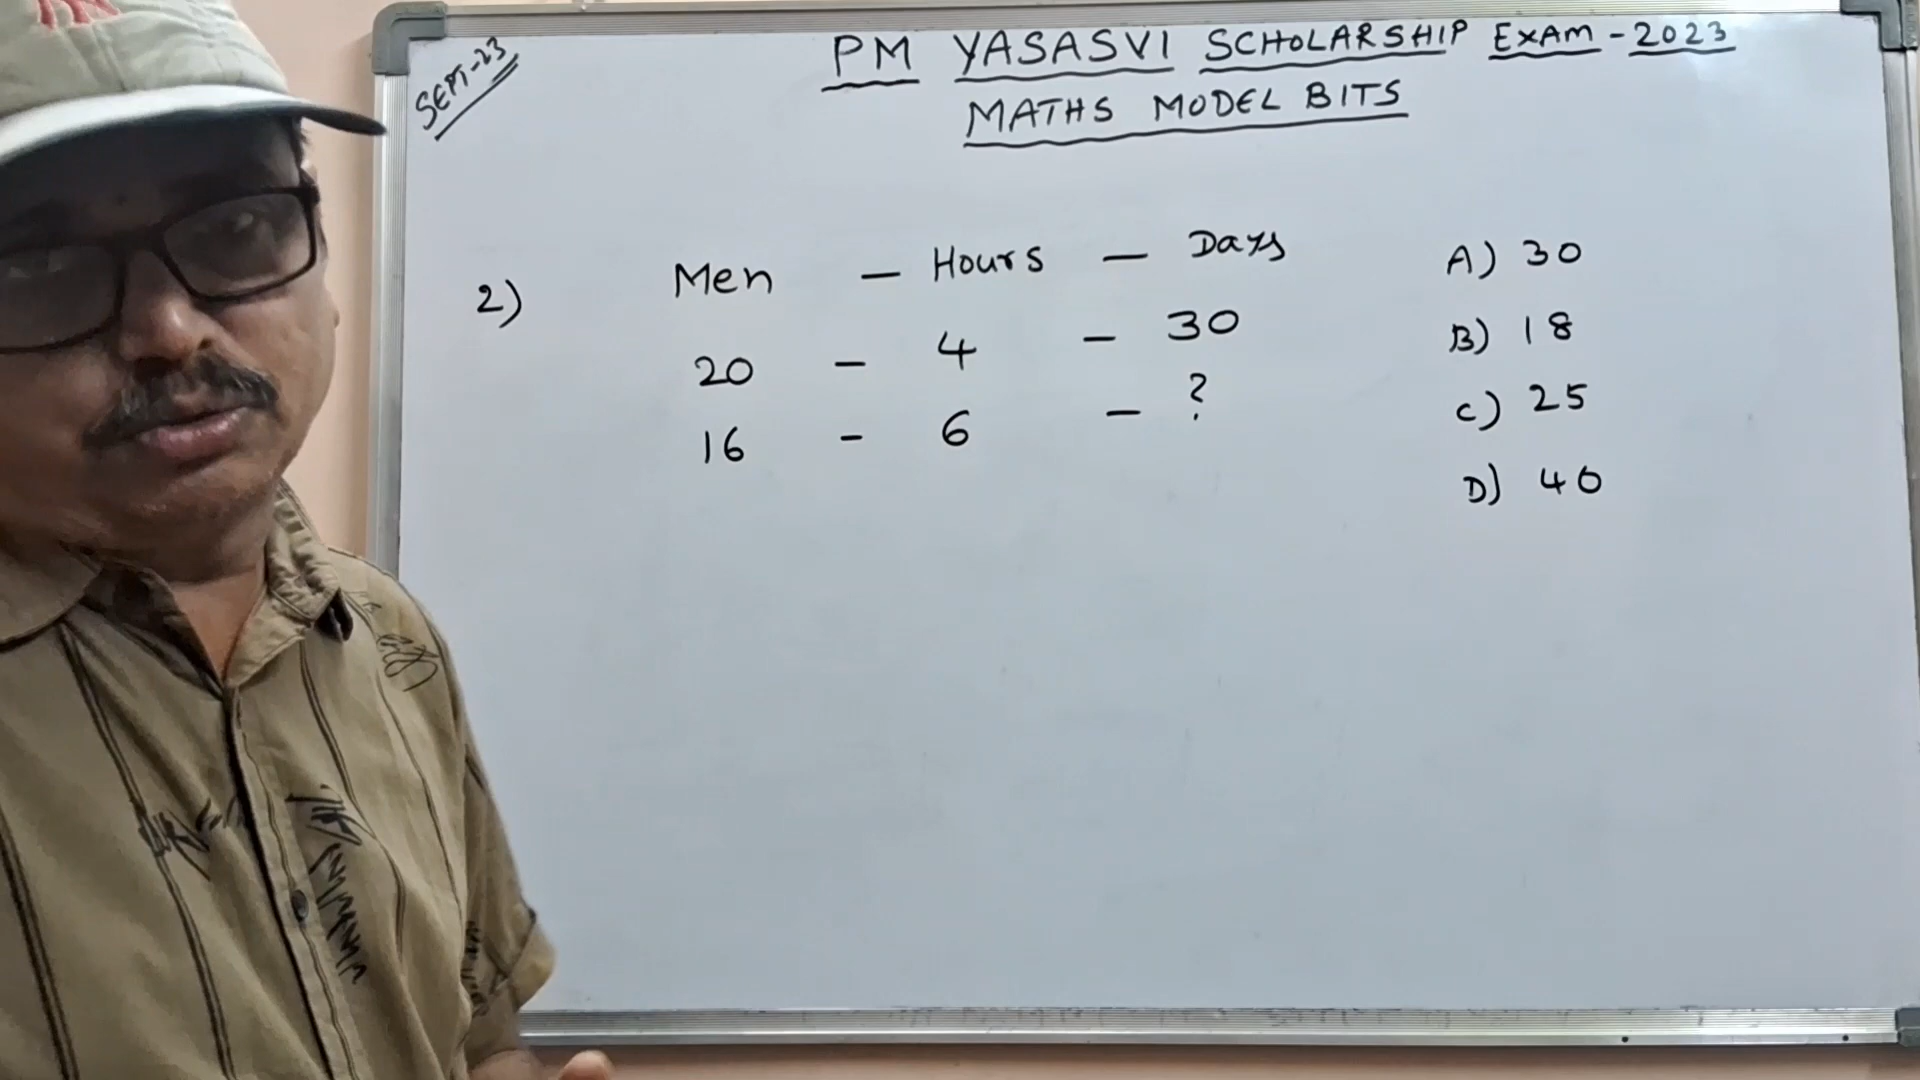 SEPT-23
PM YASASVI SCHOLARSHIP EXAM - 2023
MATHS MODEL BITS
2) Men - Hours - Days
20 - 4 - 30
16 - 6 - ?
A) 30
B) 18
C) 25
D) 40